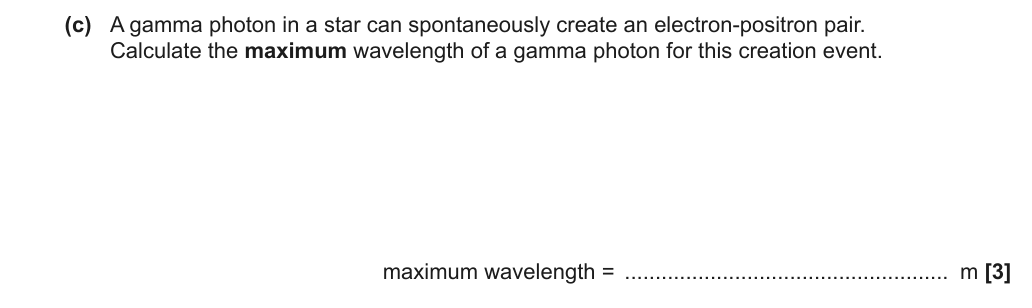 (c) A gamma photon in a star can spontaneously create an electron-positron pair.
Calculate the maximum wavelength of a gamma photon for this creation event.
maximum wavelength = ..................................................... m [3]